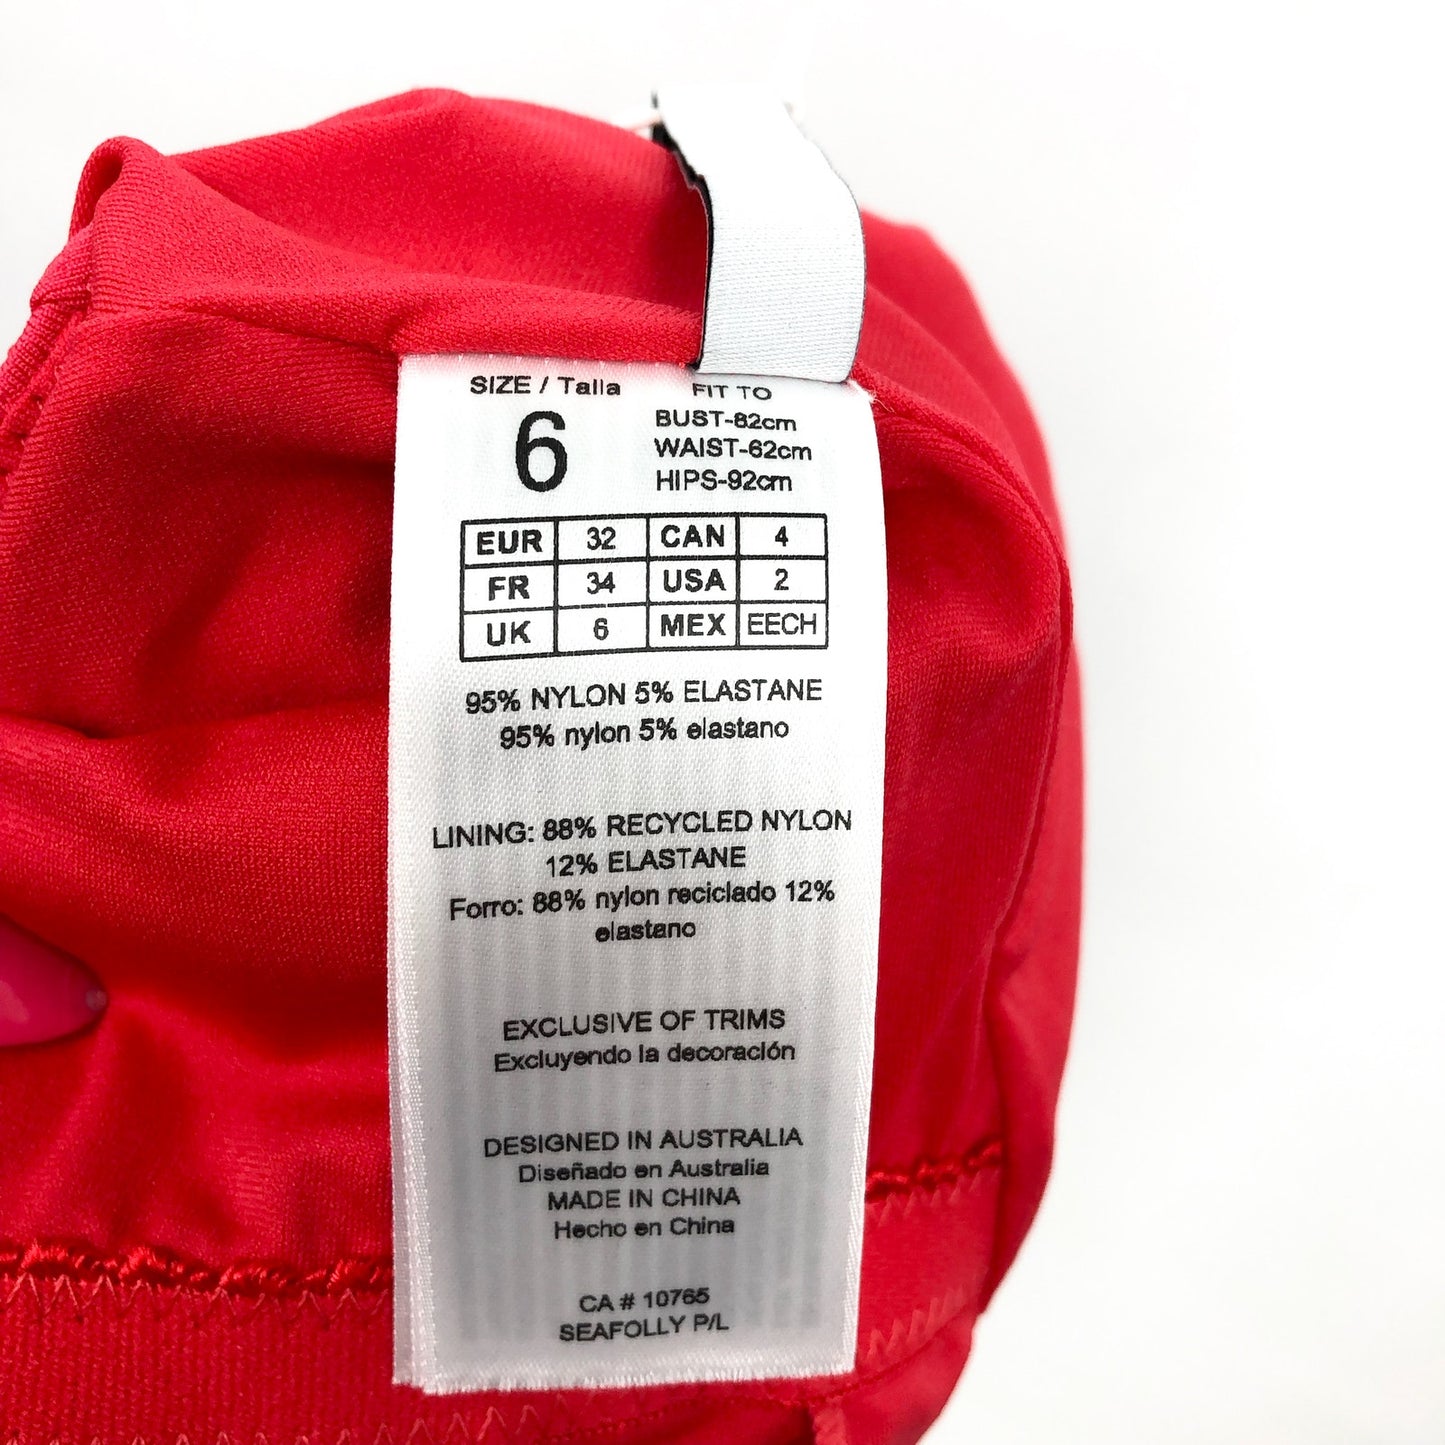 SIZE / Talla
6
FIT TO
BUST-82cm
WAIST-62cm
HIPS-92cm
EUR 32 CAN 4
FR 34 USA 2
UK 6 MEX EECH
95% NYLON 5% ELASTANE
95% nylon 5% elastano
LINING: 88% RECYCLED NYLON
12% ELASTANE
Forro: 88% nylon reciclado 12%
elastano
EXCLUSIVE OF TRIMS
Excluyendo la decoración
DESIGNED IN AUSTRALIA
Diseñado en Australia
MADE IN CHINA
Hecho en China
CA # 10765
SEAFOLLY P/L